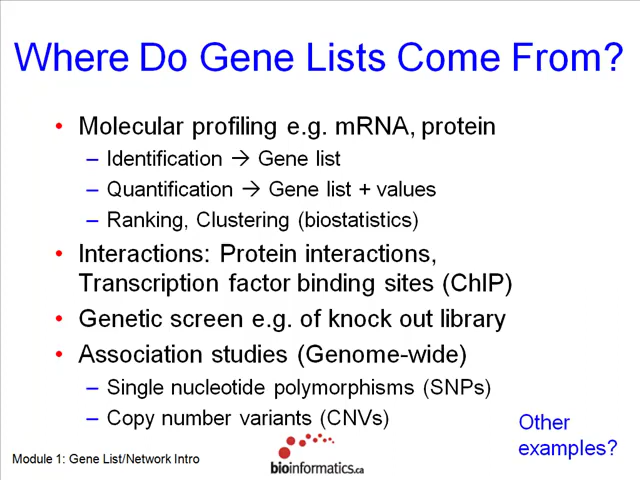 Where Do Gene Lists Come From?
• Molecular profiling e.g. mRNA, protein
– Identification → Gene list
– Quantification → Gene list + values
– Ranking, Clustering (biostatistics)
• Interactions: Protein interactions,
Transcription factor binding sites (ChIP)
• Genetic screen e.g. of knock out library
• Association studies (Genome-wide)
– Single nucleotide polymorphisms (SNPs)
– Copy number variants (CNVs)
Other
examples?
Module 1: Gene List/Network Intro
bioinformatics.ca